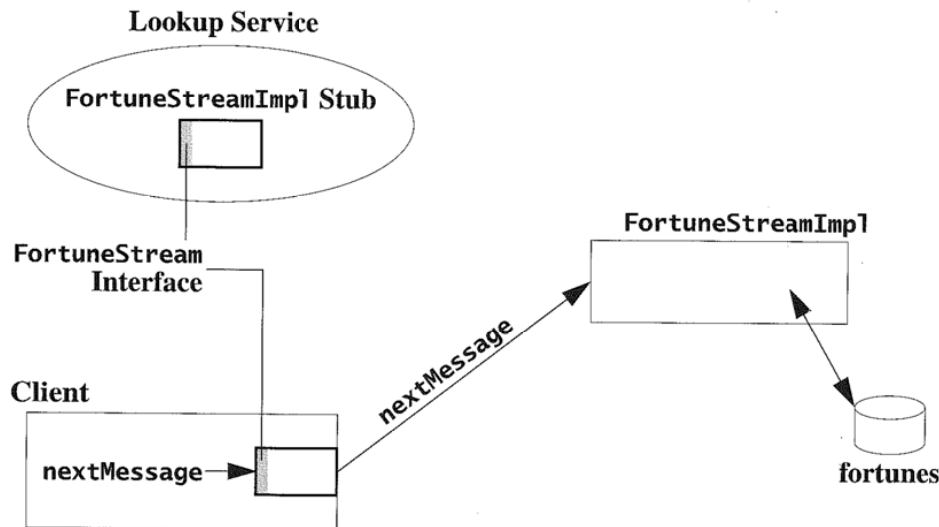 Lookup Service
FortuneStreamImpl Stub
FortuneStreamImpl
FortuneStream
Interface
nextMessage
Client
nextMessage
fortunes